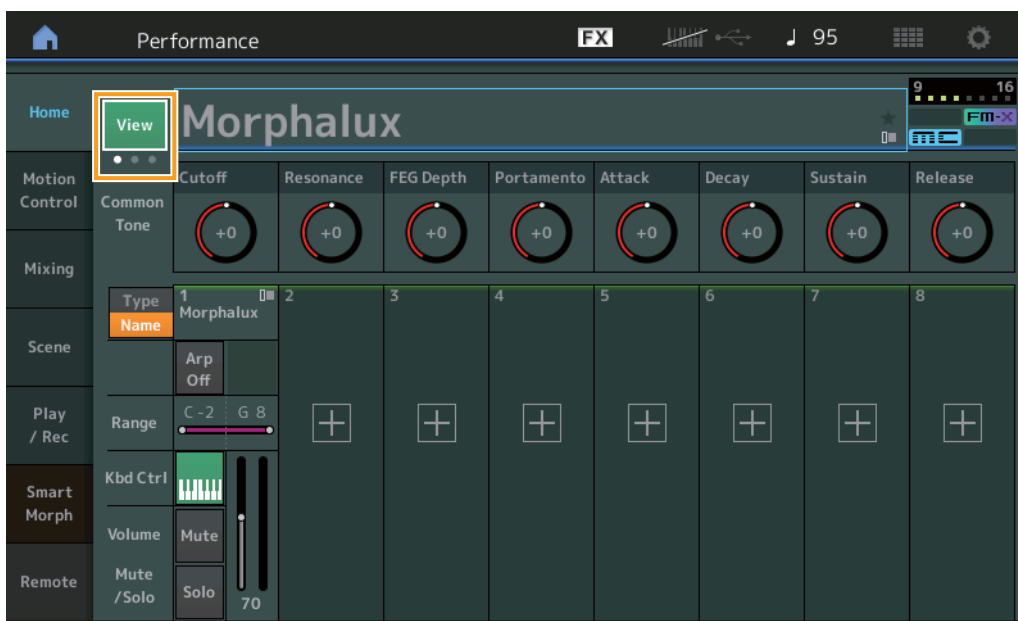 Performance FX 95
Home View Morphalux 9 16
FM-X
MC
Motion Control
Common Tone
Cutoff Resonance FEG Depth Portamento Attack Decay Sustain Release
+0 +0 +0 +0 +0 +0 +0 +0
Mixing
Type 1 2 3 4 5 6 7 8
Name Morphalux
Scene
Arp
Off
Play
/ Rec
Range C -2 G 8
Smart
Morph
Kbd Ctrl
Volume Mute
Remote
Mute
/Solo
Solo 70